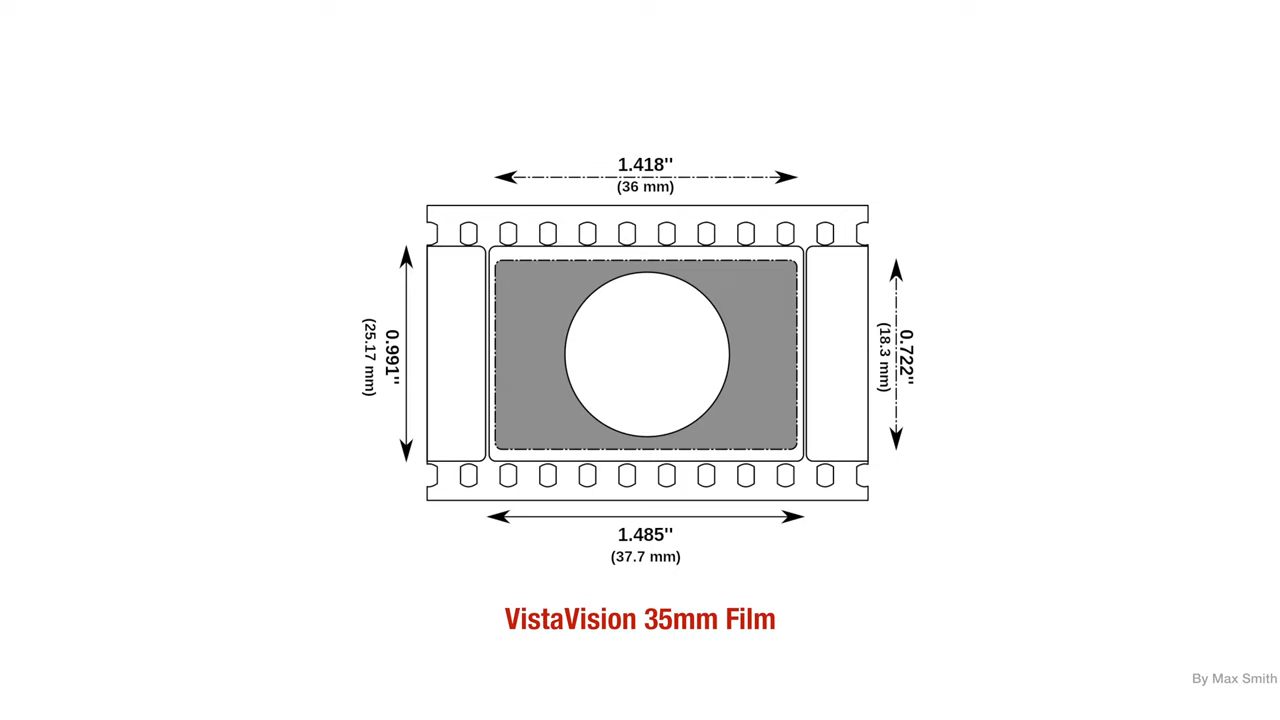 1.418''
(36 mm)
0.991''
(25.17 mm)
0.722''
(18.3 mm)
1.485''
(37.7 mm)
VistaVision 35mm Film
By Max Smith